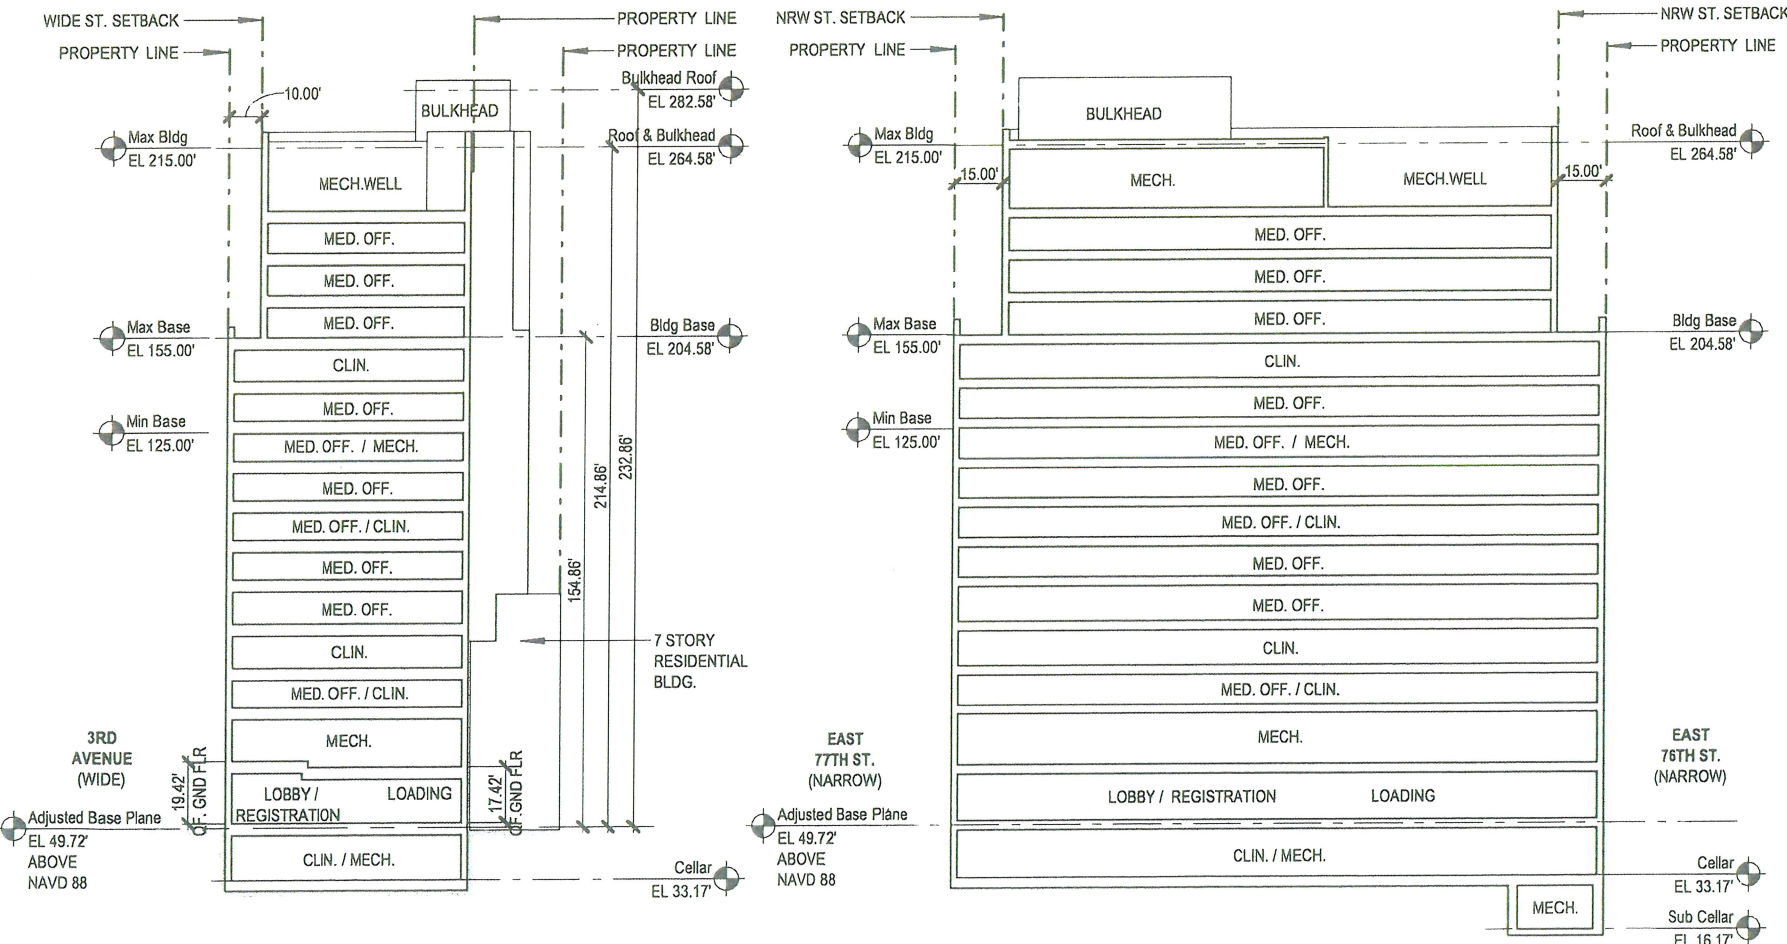 WIDE ST. SETBACK
PROPERTY LINE
PROPERTY LINE
PROPERTY LINE
10.00'
BULKHEAD
Bulkhead Roof
EL 282.58'
Max Bldg
EL 215.00'
Roof & Bulkhead
EL 264.58'
MECH.WELL
MED. OFF.
MED. OFF.
MED. OFF.
Max Base
EL 155.00'
Bldg Base
EL 204.58'
CLIN.
MED. OFF.
Min Base
EL 125.00'
MED.OFF. / MECH.
MED. OFF.
MED. OFF. / CLIN.
MED. OFF.
MED. OFF.
CLIN.
MED. OFF. / CLIN.
MECH.
154.86'
214.86'
232.86'
7 STORY
RESIDENTIAL
BLDG.
3RD
AVENUE
(WIDE)
19.42'
QF. GND FLR
LOBBY /
REGISTRATION
LOADING
17.42'
QF. GND FLR
Adjusted Base Plane
EL 49.72'
ABOVE
NAVD 88
CLIN. / MECH.
Cellar
EL 33.17'
NRW ST. SETBACK
PROPERTY LINE
NRW ST. SETBACK
PROPERTY LINE
BULKHEAD
Max Bldg
EL 215.00'
Roof & Bulkhead
EL 264.58'
15.00'
MECH.
MECH.WELL
15.00'
MED. OFF.
MED. OFF.
MED. OFF.
Max Base
EL 155.00'
Bldg Base
EL 204.58'
CLIN.
MED. OFF.
Min Base
EL 125.00'
MED. OFF. / MECH.
MED. OFF.
MED. OFF. / CLIN.
MED. OFF.
MED. OFF.
CLIN.
MED. OFF. / CLIN.
MECH.
EAST
77TH ST.
(NARROW)
EAST
76TH ST.
(NARROW)
LOBBY / REGISTRATION
LOADING
Adjusted Base Plane
EL 49.72'
ABOVE
NAVD 88
CLIN. / MECH.
Cellar
EL 33.17'
MECH.
Sub Cellar
EL 16.17'